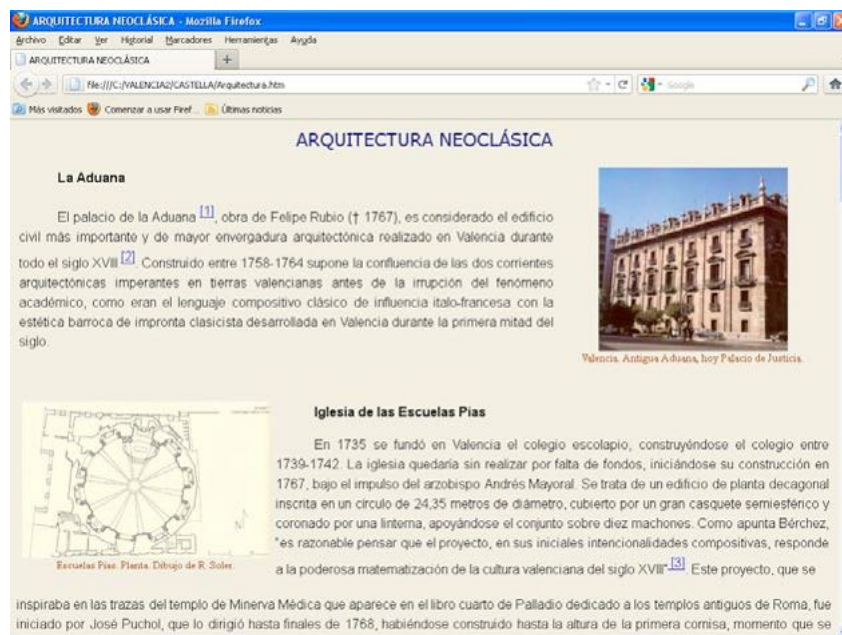 ARQUITECTURA NEOCLÁSICA - Mozilla Firefox
Archivo Editar Ver Historial Marcadores Herramientas Ayuda
ARQUITECTURA NEOCLÁSICA +
file:///C:/VALENCIA2/CASTELLA/Arquitectura.htm Google
Más visitados Comenzar a usar Firef... Últimas noticias
ARQUITECTURA NEOCLÁSICA
La Aduana
El palacio de la Aduana [1], obra de Felipe Rubio († 1767), es considerado el edificio
civil más importante y de mayor envergadura arquitectónica realizado en Valencia durante
todo el siglo XVIII [2]. Construido entre 1758-1764 supone la confluencia de las dos corrientes
arquitectónicas imperantes en tierras valencianas antes de la irrupción del fenómeno
académico, como eran el lenguaje compositivo clásico de influencia italo-francesa con la
estética barroca de impronta clasicista desarrollada en Valencia durante la primera mitad del
siglo.
Valencia. Antigua Aduana, hoy Palacio de Justicia.
Iglesia de las Escuelas Pías
En 1735 se fundó en Valencia el colegio escolapio, construyéndose el colegio entre
1739-1742. La iglesia quedaría sin realizar por falta de fondos, iniciándose su construcción en
1767, bajo el impulso del arzobispo Andrés Mayoral. Se trata de un edificio de planta decagonal
inscrita en un círculo de 24,35 metros de diámetro, cubierto por un gran casquete semiesférico y
coronado por una linterna, apoyándose el conjunto sobre diez machones. Como apunta Bérchez,
"es razonable pensar que el proyecto, en sus iniciales intencionalidades compositivas, responde
a la poderosa matematización de la cultura valenciana del siglo XVIII"[3]. Este proyecto, que se
Escuelas Pías. Planta. Dibujo de R. Soler.
inspiraba en las trazas del templo de Minerva Médica que aparece en el libro cuarto de Palladio dedicado a los templos antiguos de Roma, fue
iniciado por José Puchol, que lo dirigió hasta finales de 1768, habiéndose construido hasta la altura de la primera cornisa, momento que se